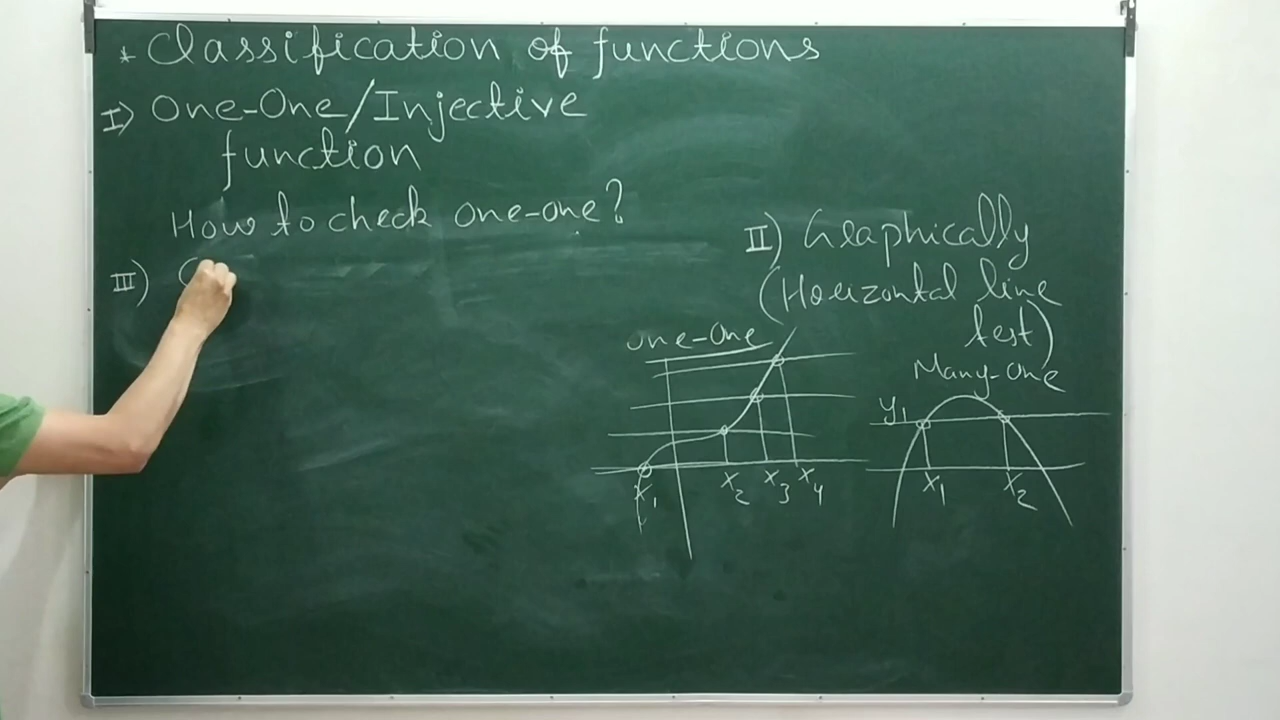 * Classification of functions
I) One-One/Injective
function
How to check one-one?
III) C
II) Graphically
(Horizontal line
test)
one-one
x₁ x₂ x₃ x₄
Many-one
y₁
x₁ x₂